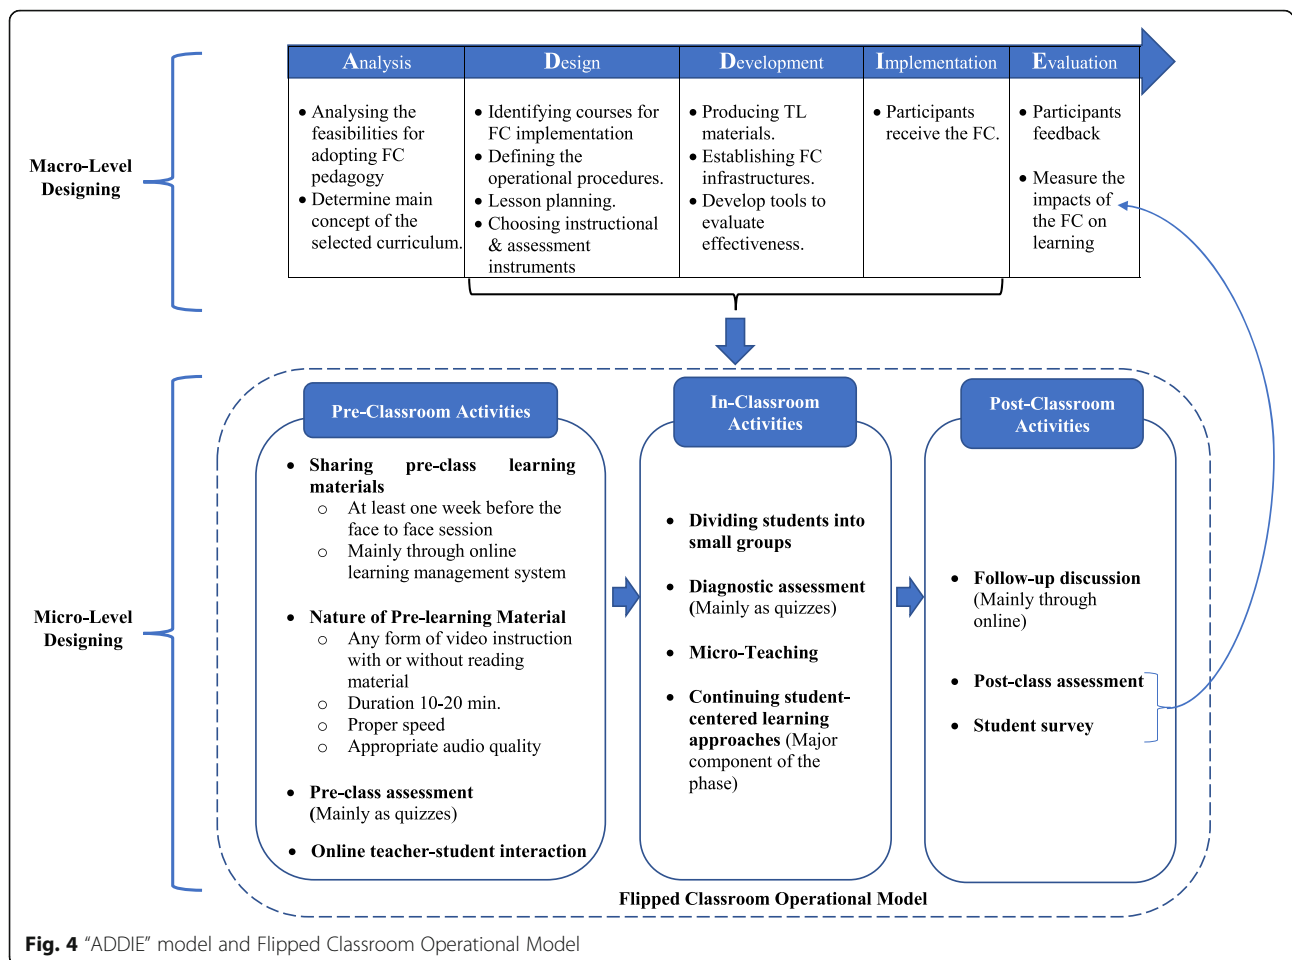 Analysis
Design
Development
Implementation
Evaluation
Macro-Level
Designing
• Analysing the
feasibilities for
adopting FC
pedagogy
• Determine main
concept of the
selected curriculum.
• Identifying courses for
FC implementation
• Defining the
operational procedures.
• Lesson planning.
• Choosing instructional
& assessment
instruments
• Producing TL
materials.
• Establishing FC
infrastructures.
• Develop tools to
evaluate
effectiveness.
• Participants
receive the FC.
• Participants
feedback
• Measure the
impacts of
the FC on
learning
Micro-Level
Designing
Pre-Classroom Activities
• Sharing pre-class learning
materials
o At least one week before the
face to face session
o Mainly through online
learning management system
• Nature of Pre-learning Material
o Any form of video instruction
with or without reading
material
o Duration 10-20 min.
o Proper speed
o Appropriate audio quality
• Pre-class assessment
(Mainly as quizzes)
• Online teacher-student interaction
In-Classroom
Activities
• Dividing students into
small groups
• Diagnostic assessment
(Mainly as quizzes)
• Micro-Teaching
• Continuing student-
centered learning
approaches (Major
component of the
phase)
Post-Classroom
Activities
• Follow-up discussion
(Mainly through
online)
• Post-class assessment
• Student survey
Flipped Classroom Operational Model
Fig. 4 "ADDIE" model and Flipped Classroom Operational Model